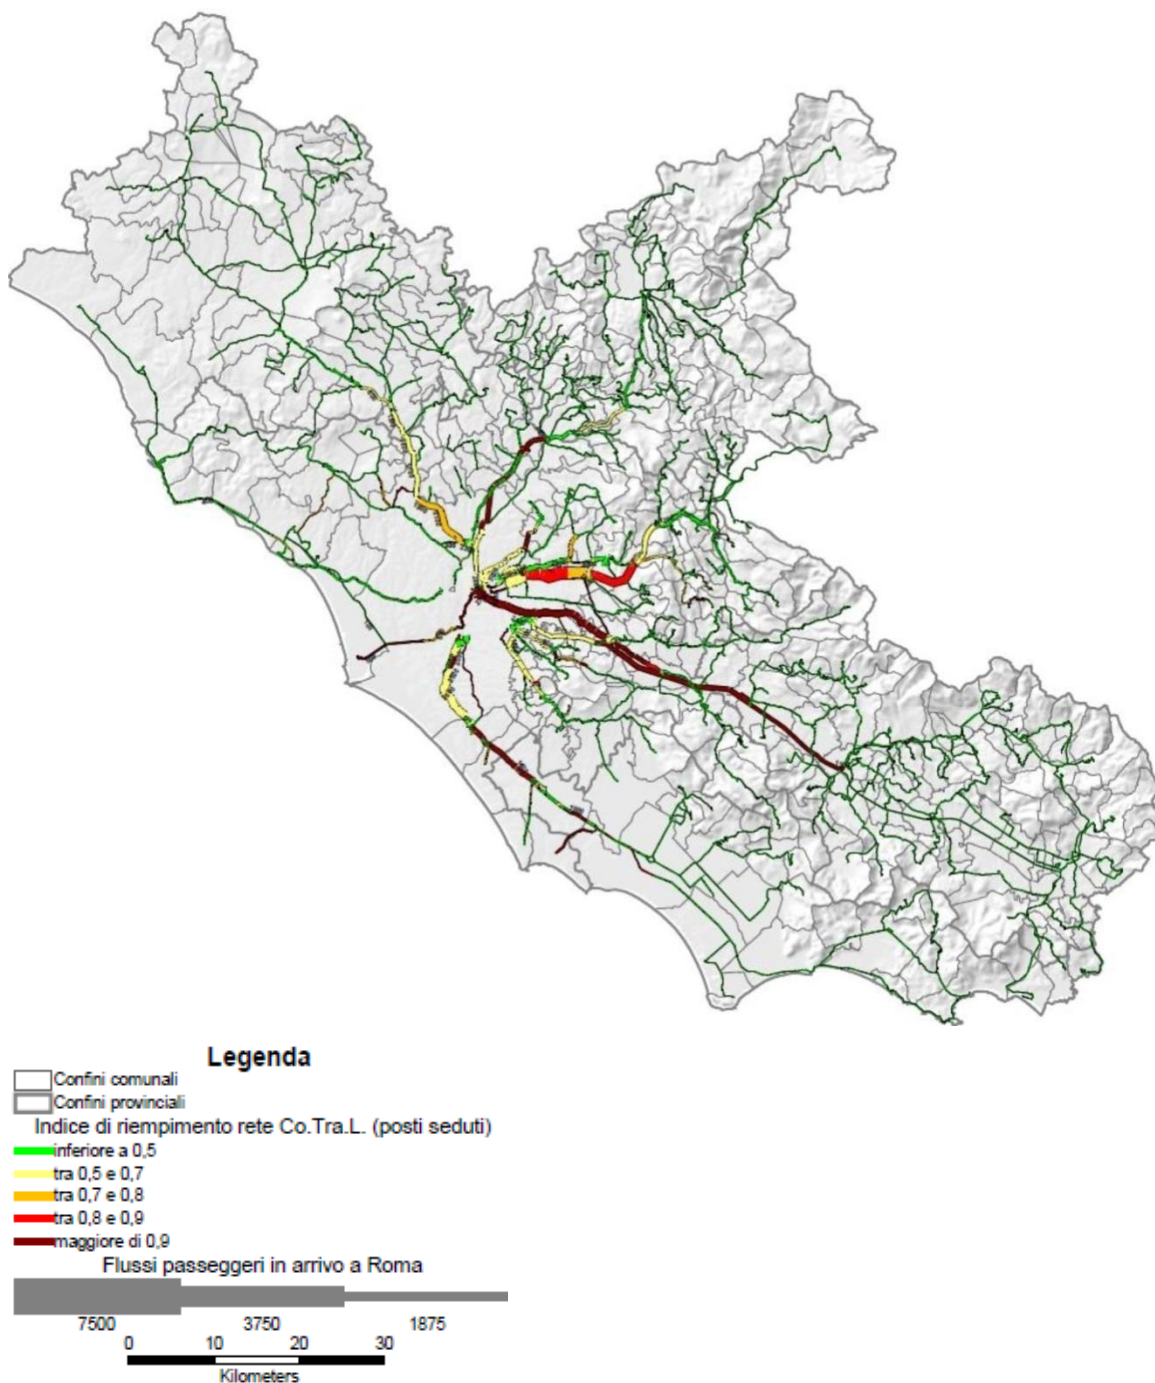 Legenda
Confini comunali
Confini provinciali
Indice di riempimento rete Co.Tra.L. (posti seduti)
inferiore a 0,5
tra 0,5 e 0,7
tra 0,7 e 0,8
tra 0,8 e 0,9
maggiore di 0,9
Flussi passeggeri in arrivo a Roma
7500 3750 1875
0 10 20 30
Kilometers